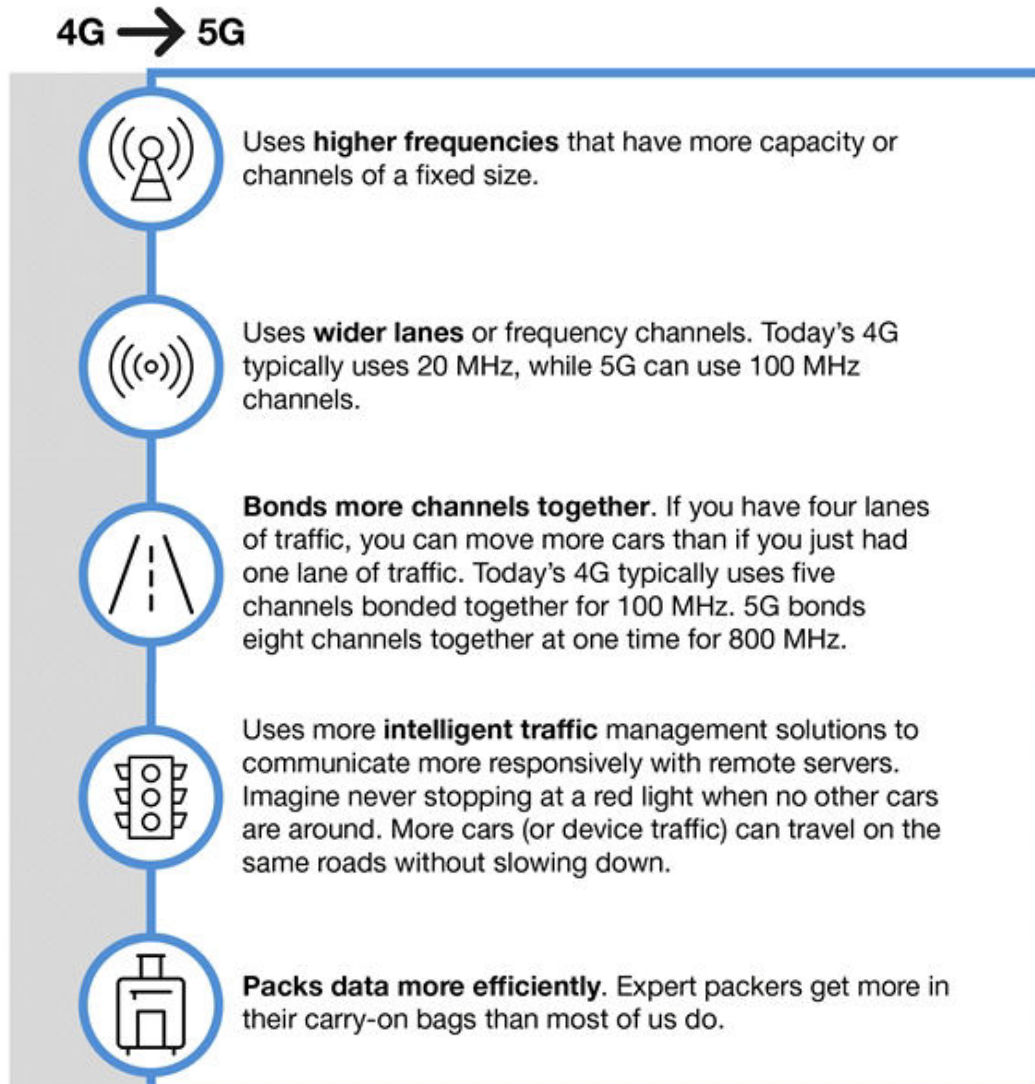 4G → 5G
Uses higher frequencies that have more capacity or
channels of a fixed size.
Uses wider lanes or frequency channels. Today's 4G
typically uses 20 MHz, while 5G can use 100 MHz
channels.
Bonds more channels together. If you have four lanes
of traffic, you can move more cars than if you just had
one lane of traffic. Today's 4G typically uses five
channels bonded together for 100 MHz. 5G bonds
eight channels together at one time for 800 MHz.
Uses more intelligent traffic management solutions to
communicate more responsively with remote servers.
Imagine never stopping at a red light when no other cars
are around. More cars (or device traffic) can travel on the
same roads without slowing down.
Packs data more efficiently. Expert packers get more in
their carry-on bags than most of us do.